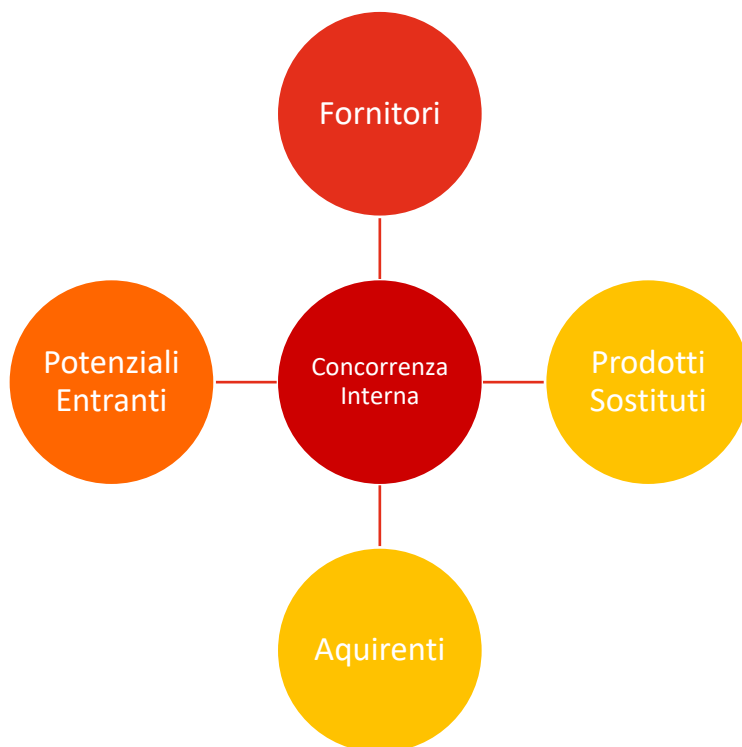 Fornitori
Potenziali
Entranti
Concorrenza
Interna
Prodotti
Sostituti
Aquirenti